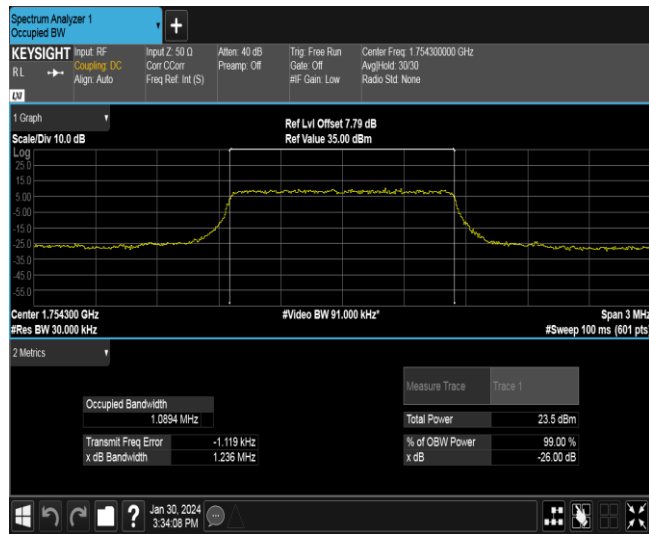 Spectrum Analyzer 1
Occupied BW
KEYSIGHT
R L
LXI
Input: RF
Coupling: DC
Align: Auto
Input Z: 50 Ω
Corr CCorr
Freq Ref: Int (S)
Atten: 40 dB
Preamp: Off
Trig: Free Run
Gate: Off
#IF Gain: Low
Center Freq: 1.754300000 GHz
Avg|Hold: 30/30
Radio Std: None
1 Graph
Scale/Div 10.0 dB
Ref Lvl Offset 7.79 dB
Ref Value 35.00 dBm
Log
25.0
15.0
5.00
-5.00
-15.0
-25.0
-35.0
-45.0
-55.0
Center 1.754300 GHz
#Res BW 30.000 kHz
#Video BW 91.000 kHz*
Span 3 MHz
#Sweep 100 ms (601 pts)
2 Metrics
Measure Trace Trace 1
Occupied Bandwidth
1.0894 MHz
Total Power 23.5 dBm
Transmit Freq Error -1.119 kHz
% of OBW Power 99.00 %
x dB Bandwidth 1.236 MHz
x dB -26.00 dB
?
Jan 30, 2024
3:34:08 PM